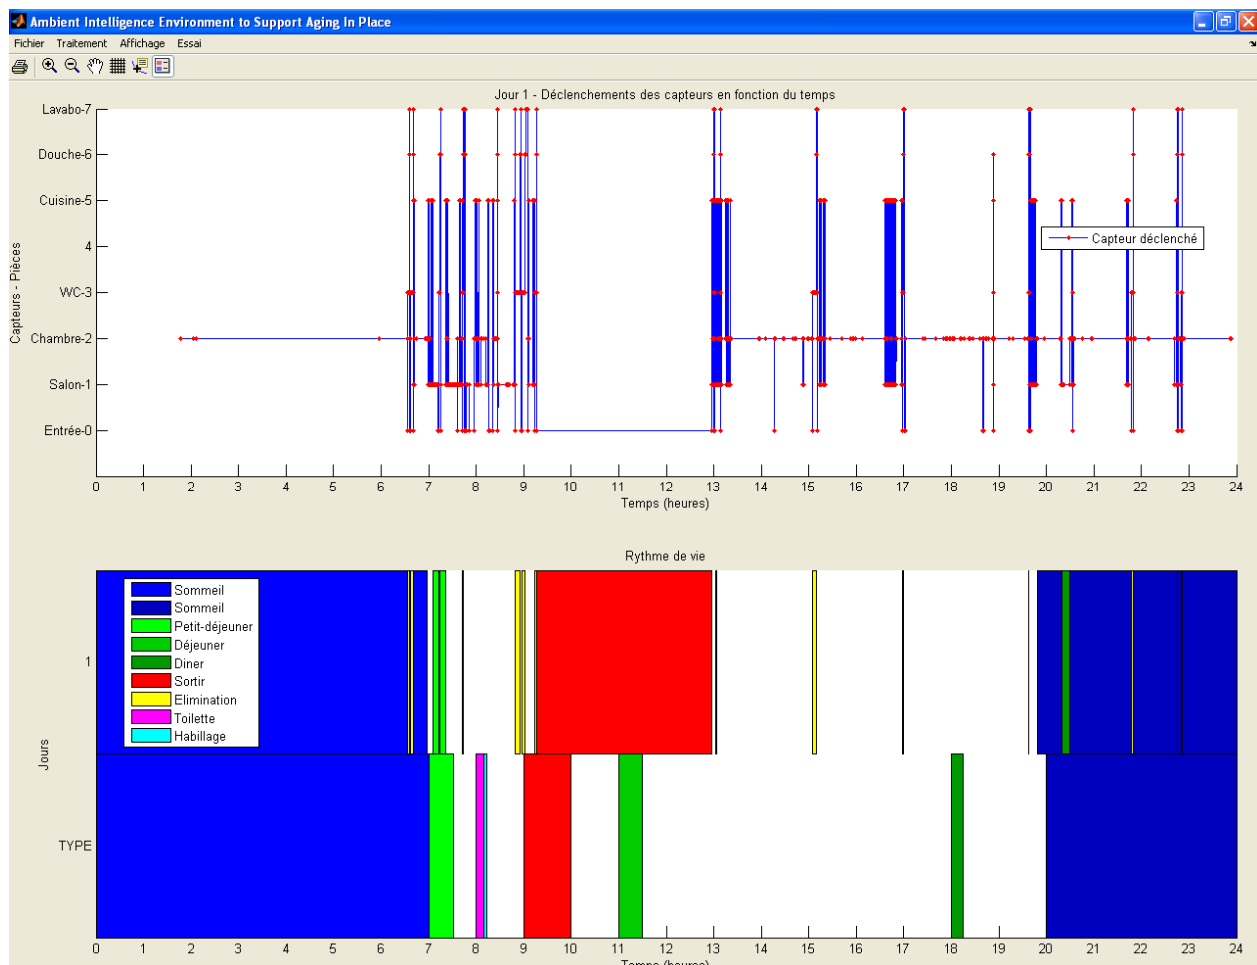 Ambient Intelligence Environment to Support Aging In Place
Fichier Traitement Affichage Essai
Jour 1 - Déclenchements des capteurs en fonction du temps
Capteurs - Pièces
Lavabo-7
Douche-6
Cuisine-5
4
WC-3
Chambre-2
Salon-1
Entrée-0
Capteur déclenché
0 1 2 3 4 5 6 7 8 9 10 11 12 13 14 15 16 17 18 19 20 21 22 23 24
Temps (heures)
Rythme de vie
Jours
1
TYPE
Sommeil
Sommeil
Petit-déjeuner
Déjeuner
Diner
Sortir
Elimination
Toilette
Habillage
0 1 2 3 4 5 6 7 8 9 10 11 12 13 14 15 16 17 18 19 20 21 22 23 24
Temps (heures)